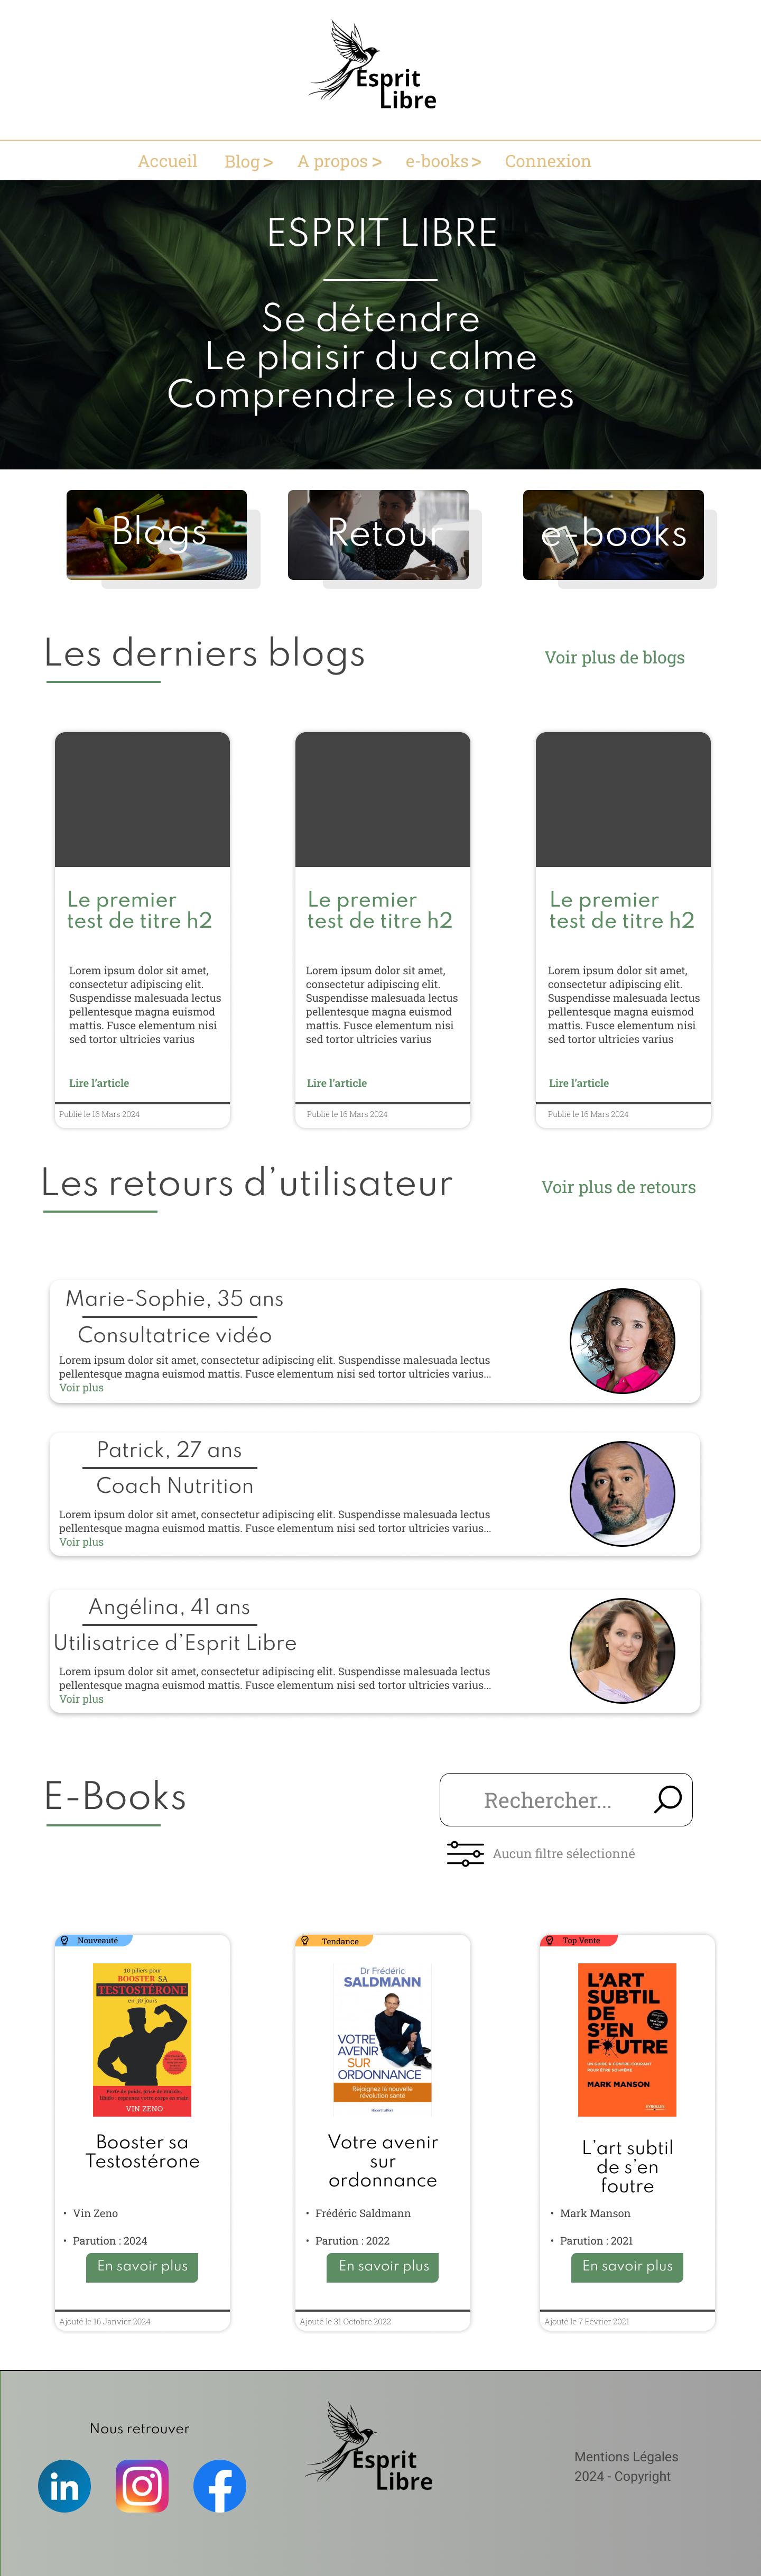 Esprit
Libre
Accueil Blog > A propos > e-books > Connexion
ESPRIT LIBRE
Se détendre
Le plaisir du calme
Comprendre les autres
Blogs Retour e-books
Les derniers blogs Voir plus de blogs
Le premier
test de titre h2
Lorem ipsum dolor sit amet,
consectetur adipiscing elit.
Suspendisse malesuada lectus
pellentesque magna euismod
mattis. Fusce elementum nisi
sed tortor ultricies varius
Lire l'article
Publié le 16 Mars 2024
Le premier
test de titre h2
Lorem ipsum dolor sit amet,
consectetur adipiscing elit.
Suspendisse malesuada lectus
pellentesque magna euismod
mattis. Fusce elementum nisi
sed tortor ultricies varius
Lire l'article
Publié le 16 Mars 2024
Le premier
test de titre h2
Lorem ipsum dolor sit amet,
consectetur adipiscing elit.
Suspendisse malesuada lectus
pellentesque magna euismod
mattis. Fusce elementum nisi
sed tortor ultricies varius
Lire l'article
Publié le 16 Mars 2024
Les retours d'utilisateur Voir plus de retours
Marie-Sophie, 35 ans
Consultatrice vidéo
Lorem ipsum dolor sit amet, consectetur adipiscing elit. Suspendisse malesuada lectus
pellentesque magna euismod mattis. Fusce elementum nisi sed tortor ultricies varius...
Voir plus
Patrick, 27 ans
Coach Nutrition
Lorem ipsum dolor sit amet, consectetur adipiscing elit. Suspendisse malesuada lectus
pellentesque magna euismod mattis. Fusce elementum nisi sed tortor ultricies varius...
Voir plus
Angélina, 41 ans
Utilisatrice d'Esprit Libre
Lorem ipsum dolor sit amet, consectetur adipiscing elit. Suspendisse malesuada lectus
pellentesque magna euismod mattis. Fusce elementum nisi sed tortor ultricies varius...
Voir plus
E-Books
Rechercher...
Aucun filtre sélectionné
Nouveauté
10 piliers pour
BOOSTER SA
TESTOSTÉRONE
en 30 jours
VIN ZENO
Booster sa
Testostérone
• Vin Zeno
• Parution : 2024
En savoir plus
Ajouté le 16 Janvier 2024
Tendance
Dr Frédéric
SALDMANN
VOTRE
AVENIR
SUR
ORDONNANCE
Rejoignez la nouvelle
révolution santé
Votre avenir
sur
ordonnance
• Frédéric Saldmann
• Parution : 2022
En savoir plus
Ajouté le 31 Octobre 2022
Top Vente
L'ART
SUBTIL
DE
S'EN
F UTRE
UN GUIDE À CONTRE-COURANT
POUR ÊTRE SOI-MÊME
MARK MANSON
EYROLLES
L'art subtil
de s'en
foutre
• Mark Manson
• Parution : 2021
En savoir plus
Ajouté le 7 Février 2021
Nous retrouver
in
Esprit
Libre
Mentions Légales
2024 - Copyright